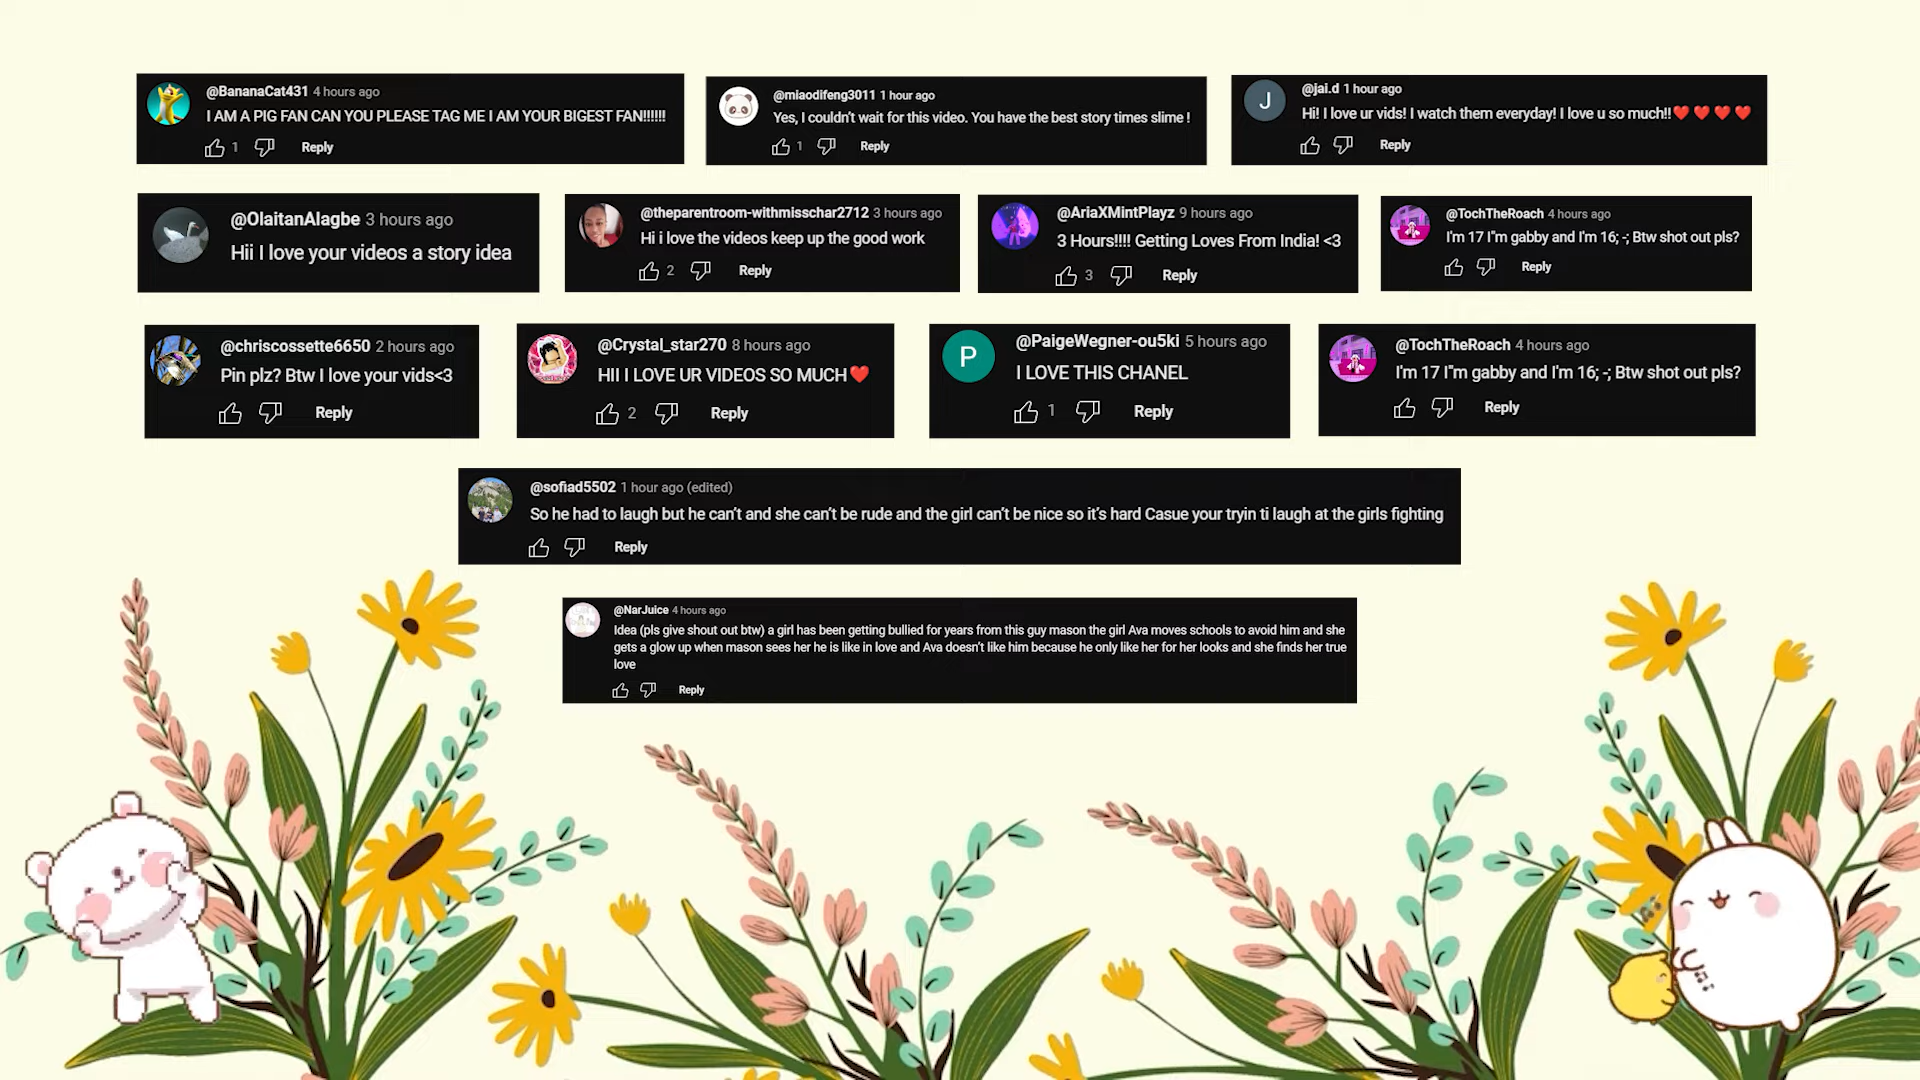 @BananaCat431 4 hours ago
I AM A PIG FAN CAN YOU PLEASE TAG ME I AM YOUR BIGEST FAN!!!!!!
1 Reply
@miaodifeng3011 1 hour ago
Yes, I couldn't wait for this video. You have the best story times slime !
1 Reply
J
@jai.d 1 hour ago
Hi! I love ur vids! I watch them everyday! I love u so much!!❤️❤️❤️❤️
Reply
@OlaitanAlagbe 3 hours ago
Hii I love your videos a story idea
@theparentroom-withmisschar2712 3 hours ago
Hi i love the videos keep up the good work
2 Reply
@AriaXMintPlayz 9 hours ago
3 Hours!!!! Getting Loves From India! <3
3 Reply
@TochTheRoach 4 hours ago
I'm 17 I"m gabby and I'm 16; -; Btw shot out pls?
Reply
@chriscossette6650 2 hours ago
Pin plz? Btw I love your vids<3
Reply
@Crystal_star270 8 hours ago
HII I LOVE UR VIDEOS SO MUCH❤️
2 Reply
P
@PaigeWegner-ou5ki 5 hours ago
I LOVE THIS CHANEL
1 Reply
@TochTheRoach 4 hours ago
I'm 17 I"m gabby and I'm 16; -; Btw shot out pls?
Reply
@sofiad5502 1 hour ago (edited)
So he had to laugh but he can't and she can't be rude and the girl can't be nice so it's hard Casue your tryin ti laugh at the girls fighting
Reply
@NarJuice 4 hours ago
Idea (pls give shout out btw) a girl has been getting bullied for years from this guy mason the girl Ava moves schools to avoid him and she
gets a glow up when mason sees her he is like in love and Ava doesn't like him because he only like her for her looks and she finds her true
love
Reply